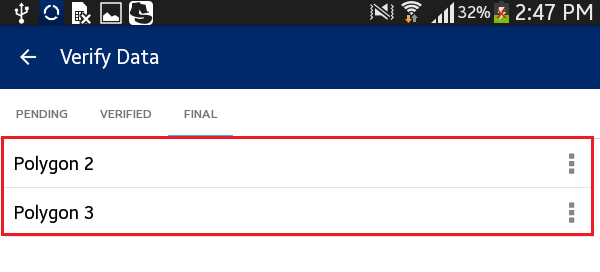 32% 2:47 PM
Verify Data
PENDING VERIFIED FINAL
Polygon 2
Polygon 3